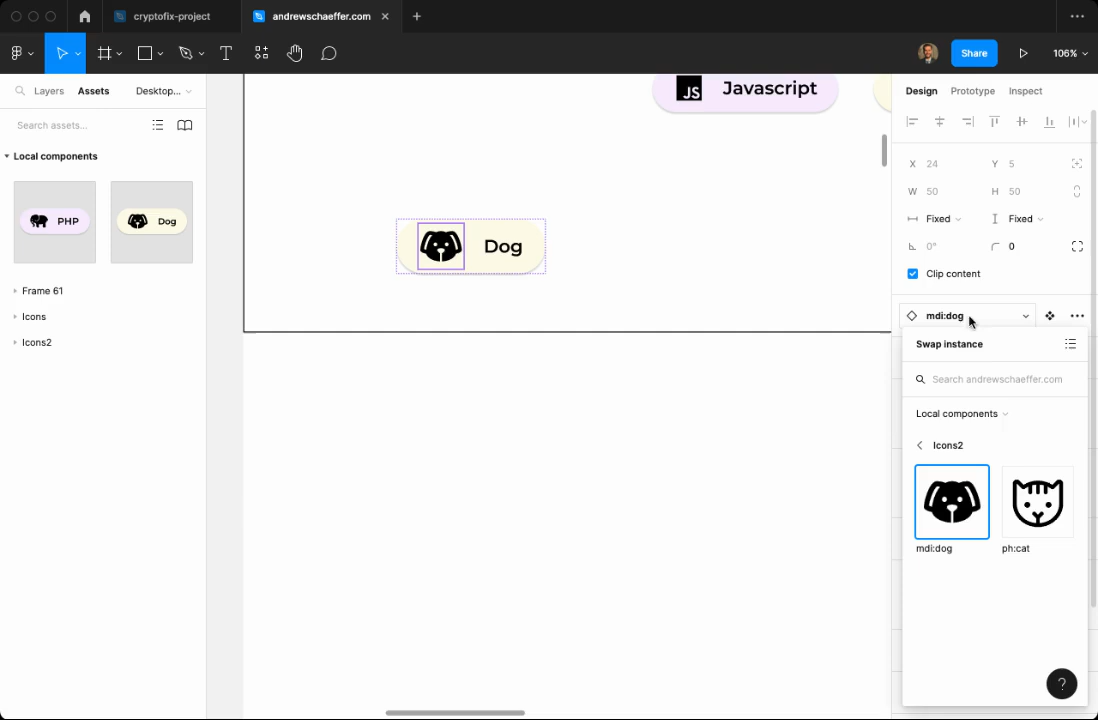 cryptofix-project
andrewschaeffer.com
Share
106%
Layers
Assets
Desktop...
Search assets...
Local components
PHP
Dog
Frame 61
Icons
Icons2
JS
Javascript
Dog
Design
Prototype
Inspect
X 24
Y 5
W 50
H 50
Fixed
Fixed
0°
0
Clip content
mdi:dog
Swap instance
Search andrewschaeffer.com
Local components
Icons2
mdi:dog
ph:cat
?